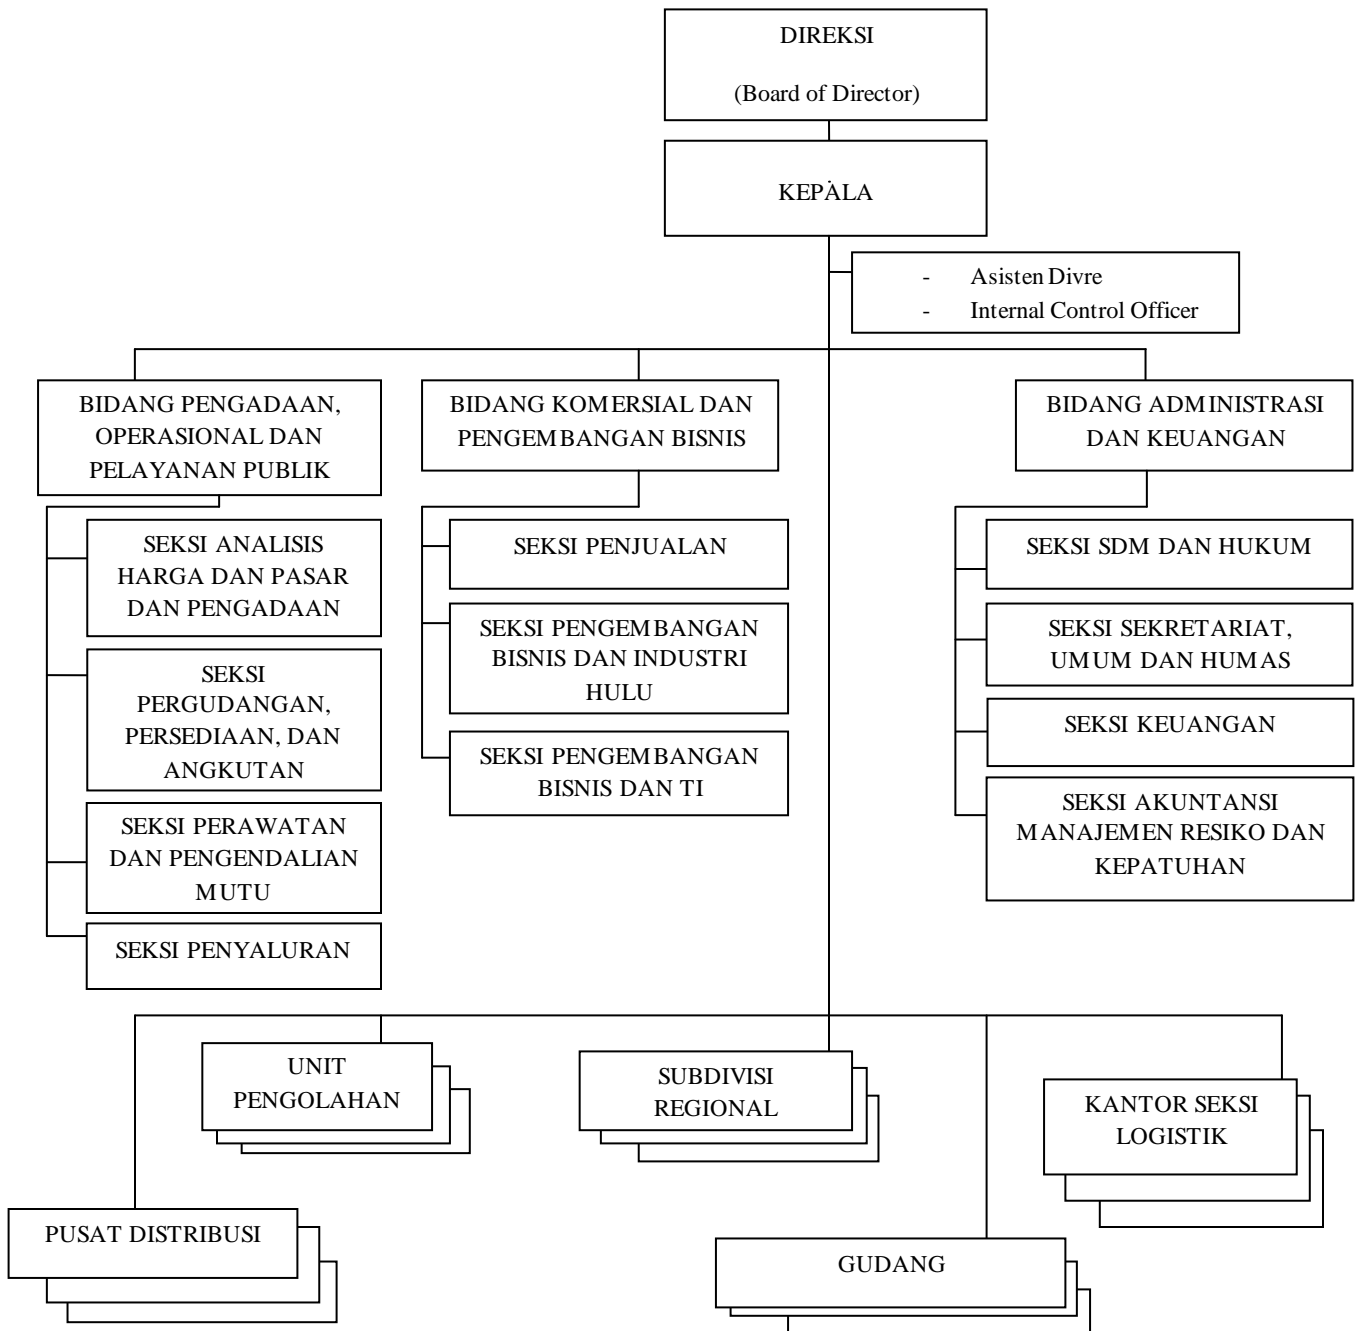 DIREKSI
(Board of Director)
KEPALA
- Asisten Divre
- Internal Control Officer
BIDANG PENGADAAN,
OPERASIONAL DAN
PELAYANAN PUBLIK
BIDANG KOMERSIAL DAN
PENGEMBANGAN BISNIS
BIDANG ADMINISTRASI
DAN KEUANGAN
SEKSI ANALISIS
HARGA DAN PASAR
DAN PENGADAAN
SEKSI
PERGUDANGAN,
PERSEDIAAN, DAN
ANGKUTAN
SEKSI PERAWATAN
DAN PENGENDALIAN
MUTU
SEKSI PENYALURAN
SEKSI PENJUALAN
SEKSI PENGEMBANGAN
BISNIS DAN INDUSTRI
HULU
SEKSI PENGEMBANGAN
BISNIS DAN TI
SEKSI SDM DAN HUKUM
SEKSI SEKRETARIAT,
UMUM DAN HUMAS
SEKSI KEUANGAN
SEKSI AKUNTANSI
MANAJEMEN RESIKO DAN
KEPATUHAN
UNIT
PENGOLAHAN
SUBDIVISI
REGIONAL
KANTOR SEKSI
LOGISTIK
PUSAT DISTRIBUSI
GUDANG